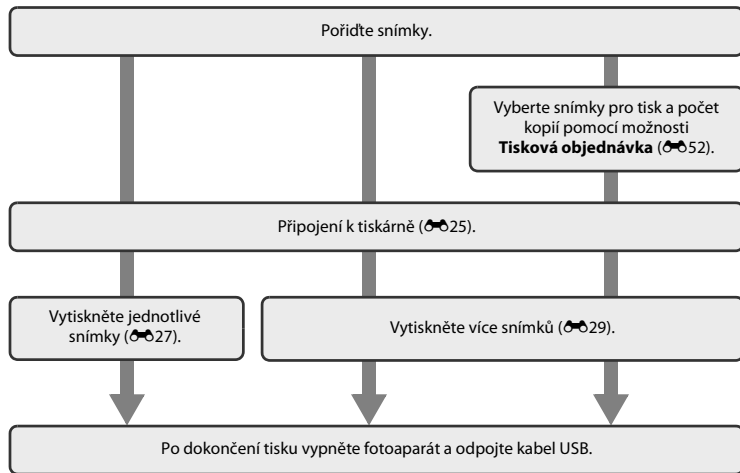 Pořiďte snímky.
Vyberte snímky pro tisk a počet
kopií pomocí možnosti
Tisková objednávka (52).
Připojení k tiskárně (25).
Vytiskněte jednotlivé
snímky (27).
Vytiskněte více snímků (29).
Po dokončení tisku vypněte fotoaparát a odpojte kabel USB.